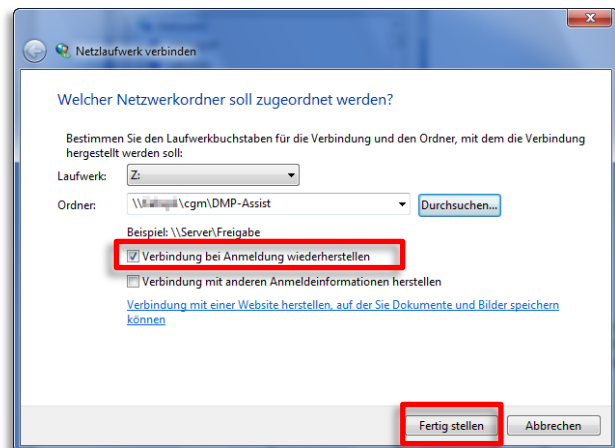 Netzlaufwerk verbinden
Welcher Netzwerkordner soll zugeordnet werden?
Bestimmen Sie den Laufwerkbuchstaben für die Verbindung und den Ordner, mit dem die Verbindung
hergestellt werden soll:
Laufwerk: Z:
Ordner: \\ \cgm\DMP-Assist Durchsuchen...
Beispiel: \\Server\Freigabe
Verbindung bei Anmeldung wiederherstellen
Verbindung mit anderen Anmeldeinformationen herstellen
Verbindung mit einer Website herstellen, auf der Sie Dokumente und Bilder speichern
können
Fertig stellen Abbrechen